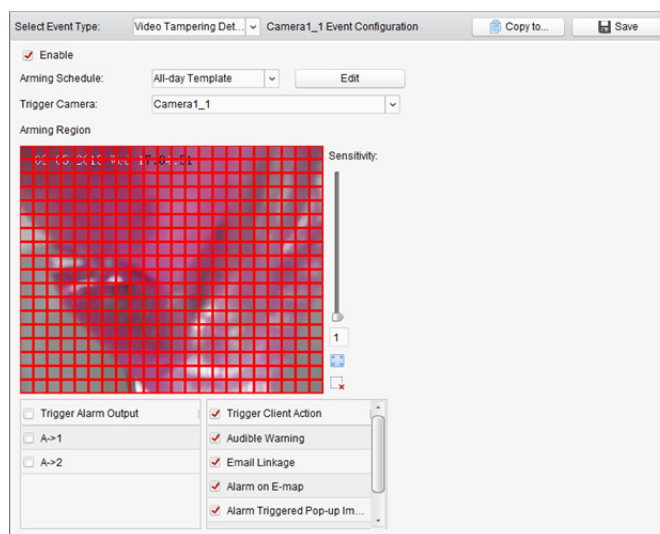 Select Event Type: Video Tampering Det... Camera1_1 Event Configuration Copy to... Save
Enable
Arming Schedule: All-day Template Edit
Trigger Camera: Camera1_1
Arming Region
Sensitivity:
1
Trigger Alarm Output
A->1
A->2
Trigger Client Action
Audible Warning
Email Linkage
Alarm on E-map
Alarm Triggered Pop-up Im...